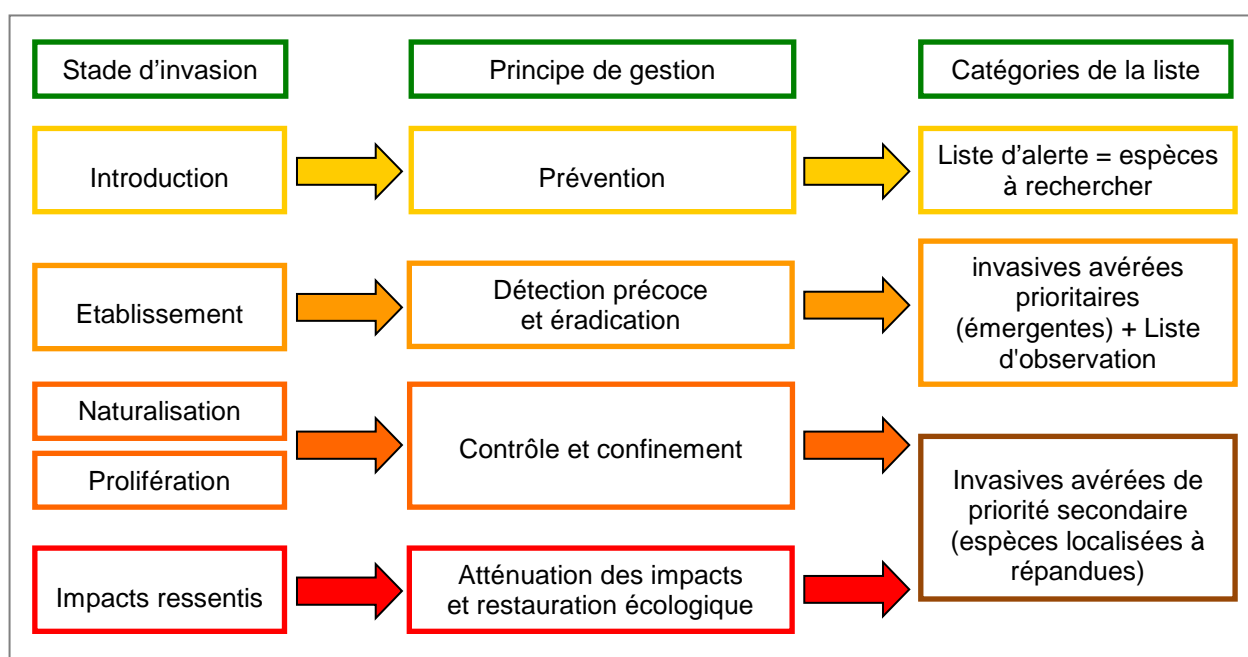 Stade d'invasion
Principe de gestion
Catégories de la liste
Introduction
Prévention
Liste d'alerte = espèces
à rechercher
Etablissement
Détection précoce
et éradication
invasives avérées
prioritaires
(émergentes) + Liste
d'observation
Naturalisation
Prolifération
Contrôle et confinement
Invasives avérées de
priorité secondaire
(espèces localisées à
répandues)
Impacts ressentis
Atténuation des impacts
et restauration écologique